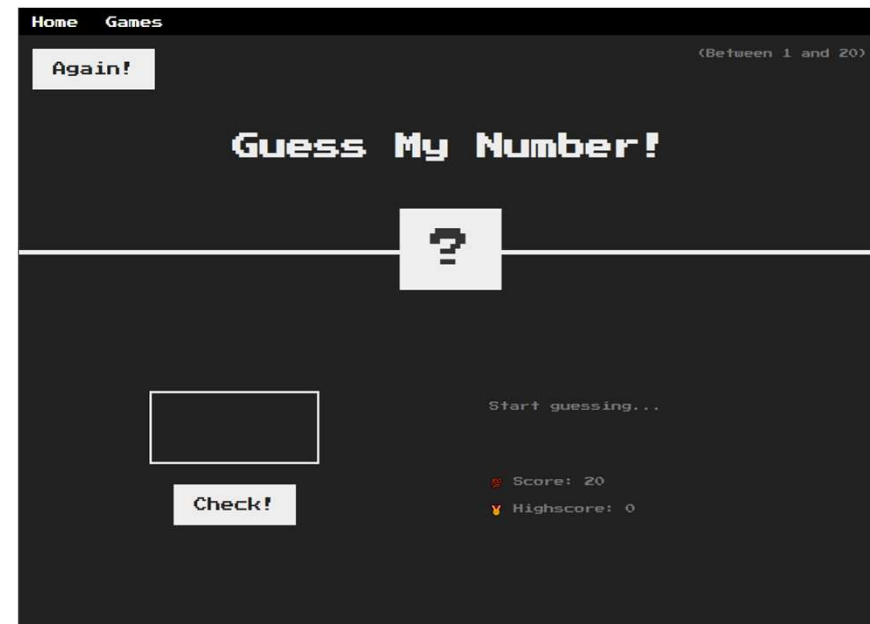 Home Games
Again!
(Between 1 and 20)
Guess My Number!
?
Start guessing...
💯 Score: 20
🥇 Highscore: 0
Check!